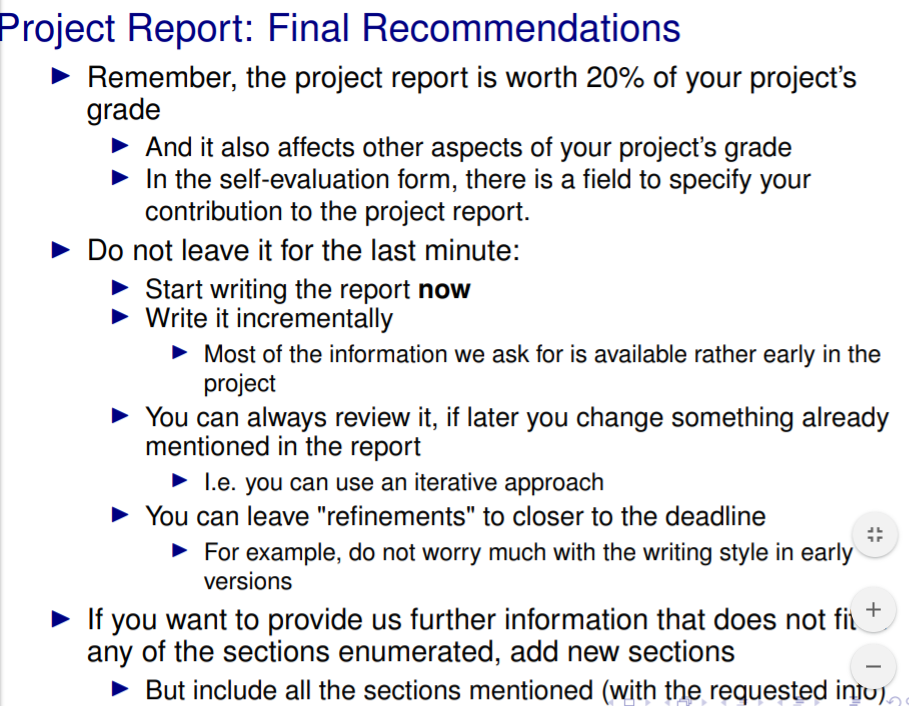 Project Report: Final Recommendations
▶ Remember, the project report is worth 20% of your project's
grade
▶ And it also affects other aspects of your project's grade
▶ In the self-evaluation form, there is a field to specify your
contribution to the project report.
▶ Do not leave it for the last minute:
▶ Start writing the report now
▶ Write it incrementally
▶ Most of the information we ask for is available rather early in the
project
▶ You can always review it, if later you change something already
mentioned in the report
▶ I.e. you can use an iterative approach
▶ You can leave "refinements" to closer to the deadline
▶ For example, do not worry much with the writing style in early
versions
▶ If you want to provide us further information that does not fit
any of the sections enumerated, add new sections
▶ But include all the sections mentioned (with the requested info)